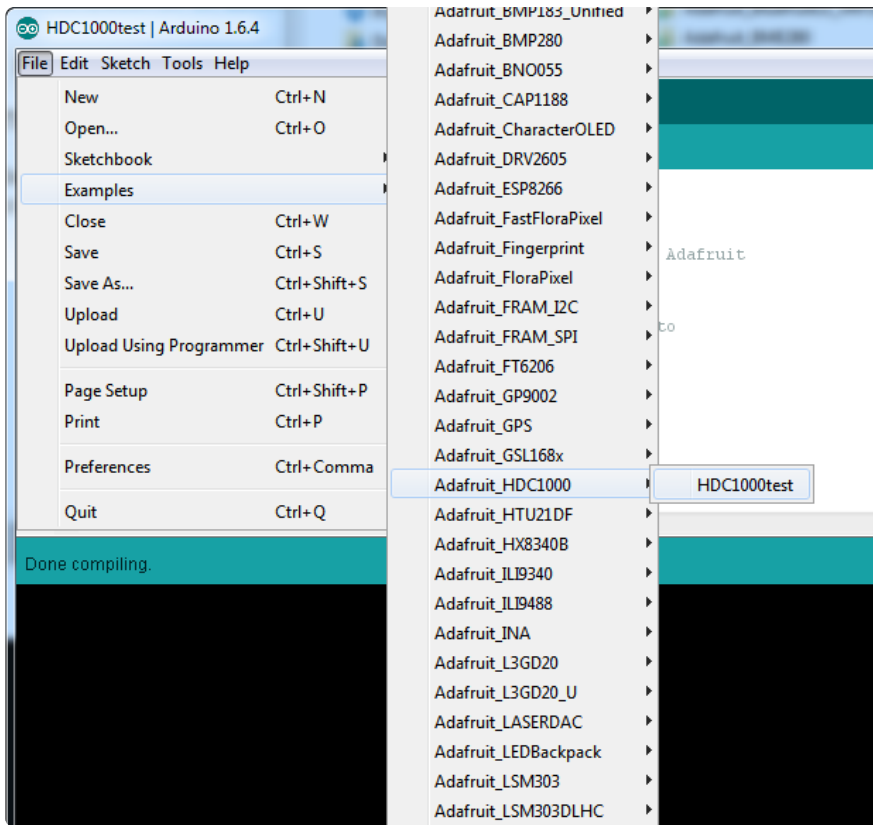 HDC1000test | Arduino 1.6.4
File Edit Sketch Tools Help
New Ctrl+N
Open... Ctrl+O
Sketchbook
Examples
Close Ctrl+W
Save Ctrl+S
Save As... Ctrl+Shift+S
Upload Ctrl+U
Upload Using Programmer Ctrl+Shift+U
Page Setup Ctrl+Shift+P
Print Ctrl+P
Preferences Ctrl+Comma
Quit Ctrl+Q
Done compiling.
Adafruit_BMP183_Unified
Adafruit_BMP280
Adafruit_BNO055
Adafruit_CAP1188
Adafruit_CharacterOLED
Adafruit_DRV2605
Adafruit_ESP8266
Adafruit_FastFloraPixel
Adafruit_Fingerprint
Adafruit_FloraPixel
Adafruit_FRAM_I2C
Adafruit_FRAM_SPI
Adafruit_FT6206
Adafruit_GP9002
Adafruit_GPS
Adafruit_GSL168x
Adafruit_HDC1000
Adafruit_HTU21DF
Adafruit_HX8340B
Adafruit_ILI9340
Adafruit_ILI9488
Adafruit_INA
Adafruit_L3GD20
Adafruit_L3GD20_U
Adafruit_LASERDAC
Adafruit_LEDBackpack
Adafruit_LSM303
Adafruit_LSM303DLHC
HDC1000test
Adafruit
to